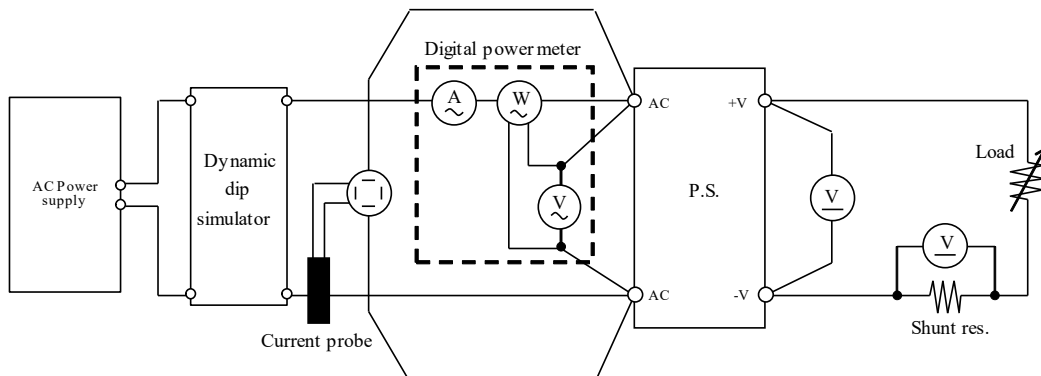 Digital power meter
A
W
AC
+V
AC Power
supply
Dynamic
dip
simulator
V
P.S.
V
Load
V
AC
-V
Current probe
Shunt res.